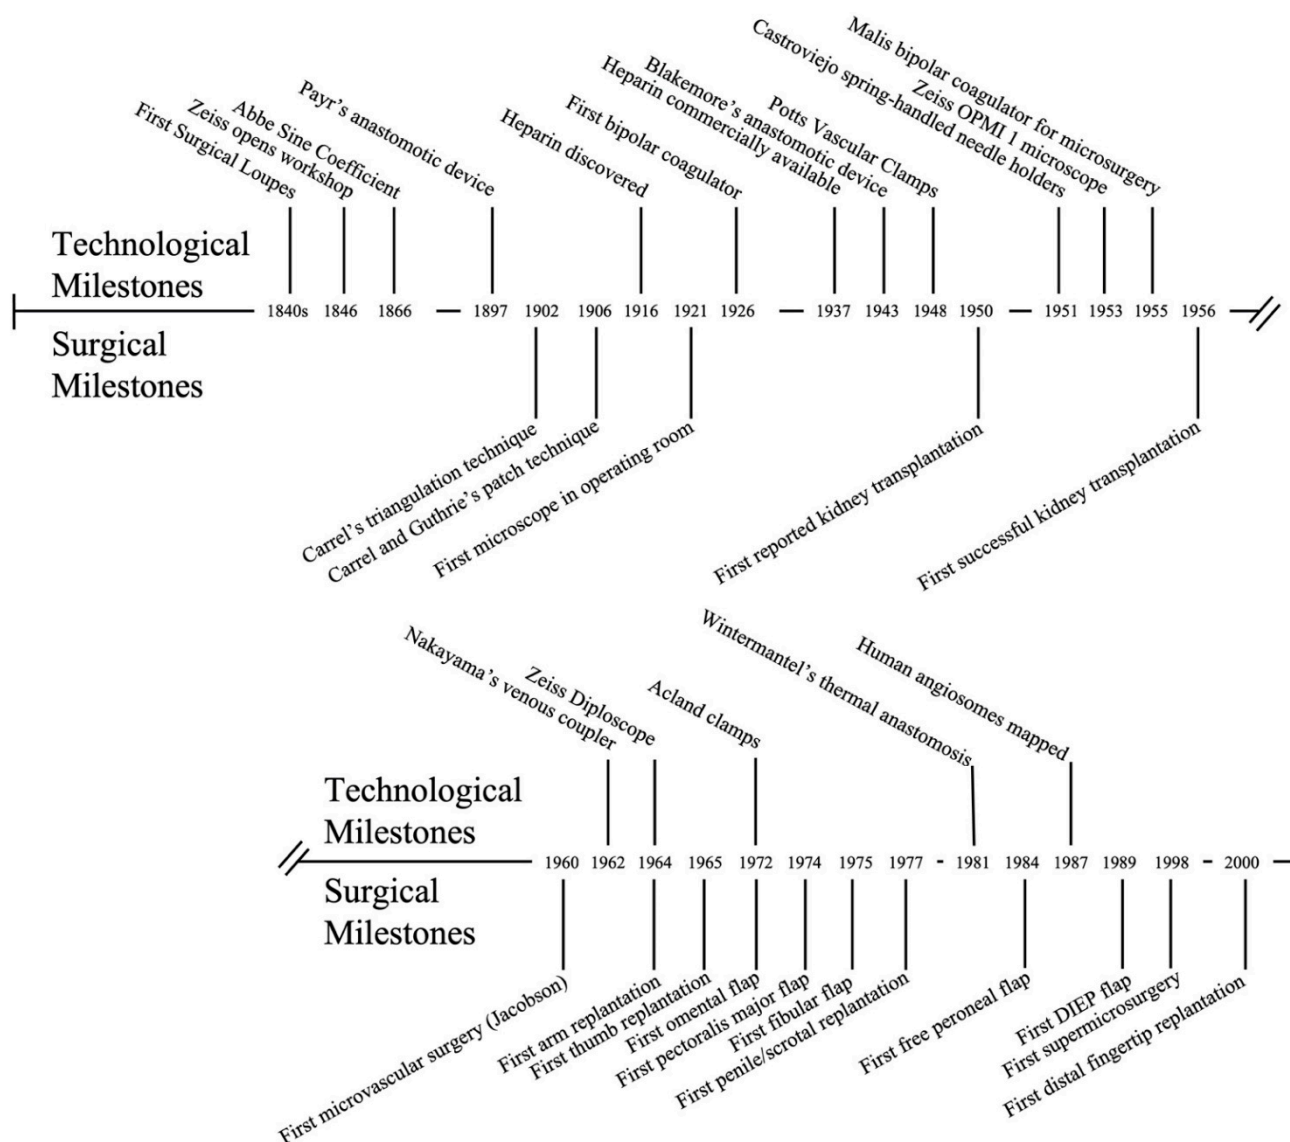 Malis bipolar coagulator for microsurgery
Zeiss OPMI 1 microscope
Castroviejo spring-handled needle holders
Potts Vascular Clamps
Blakemore's anastomotic device
Heparin commercially available
First bipolar coagulator
Heparin discovered
Payr's anastomotic device
Abbe Sine Coefficient
Zeiss opens workshop
First Surgical Loupes
Technological
Milestones
1840s 1846 1866 1897 1902 1906 1916 1921 1926 1937 1943 1948 1950 1951 1953 1955 1956
Surgical
Milestones
Carrel's triangulation technique
Carrel and Guthrie's patch technique
First microscope in operating room
First reported kidney transplantation
First successful kidney transplantation
Nakayama's venous coupler
Zeiss Diploscope
Acland clamps
Wintermantel's thermal anastomosis
Human angiosomes mapped
Technological
Milestones
1960 1962 1964 1965 1972 1974 1975 1977 1981 1984 1987 1989 1998 2000
Surgical
Milestones
First microvascular surgery (Jacobson)
First arm replantation
First thumb replantation
First omental flap
First pectoralis major flap
First fibular flap
First penile/scrotal replantation
First free peroneal flap
First DIEP flap
First supermicrosurgery
First distal fingertip replantation